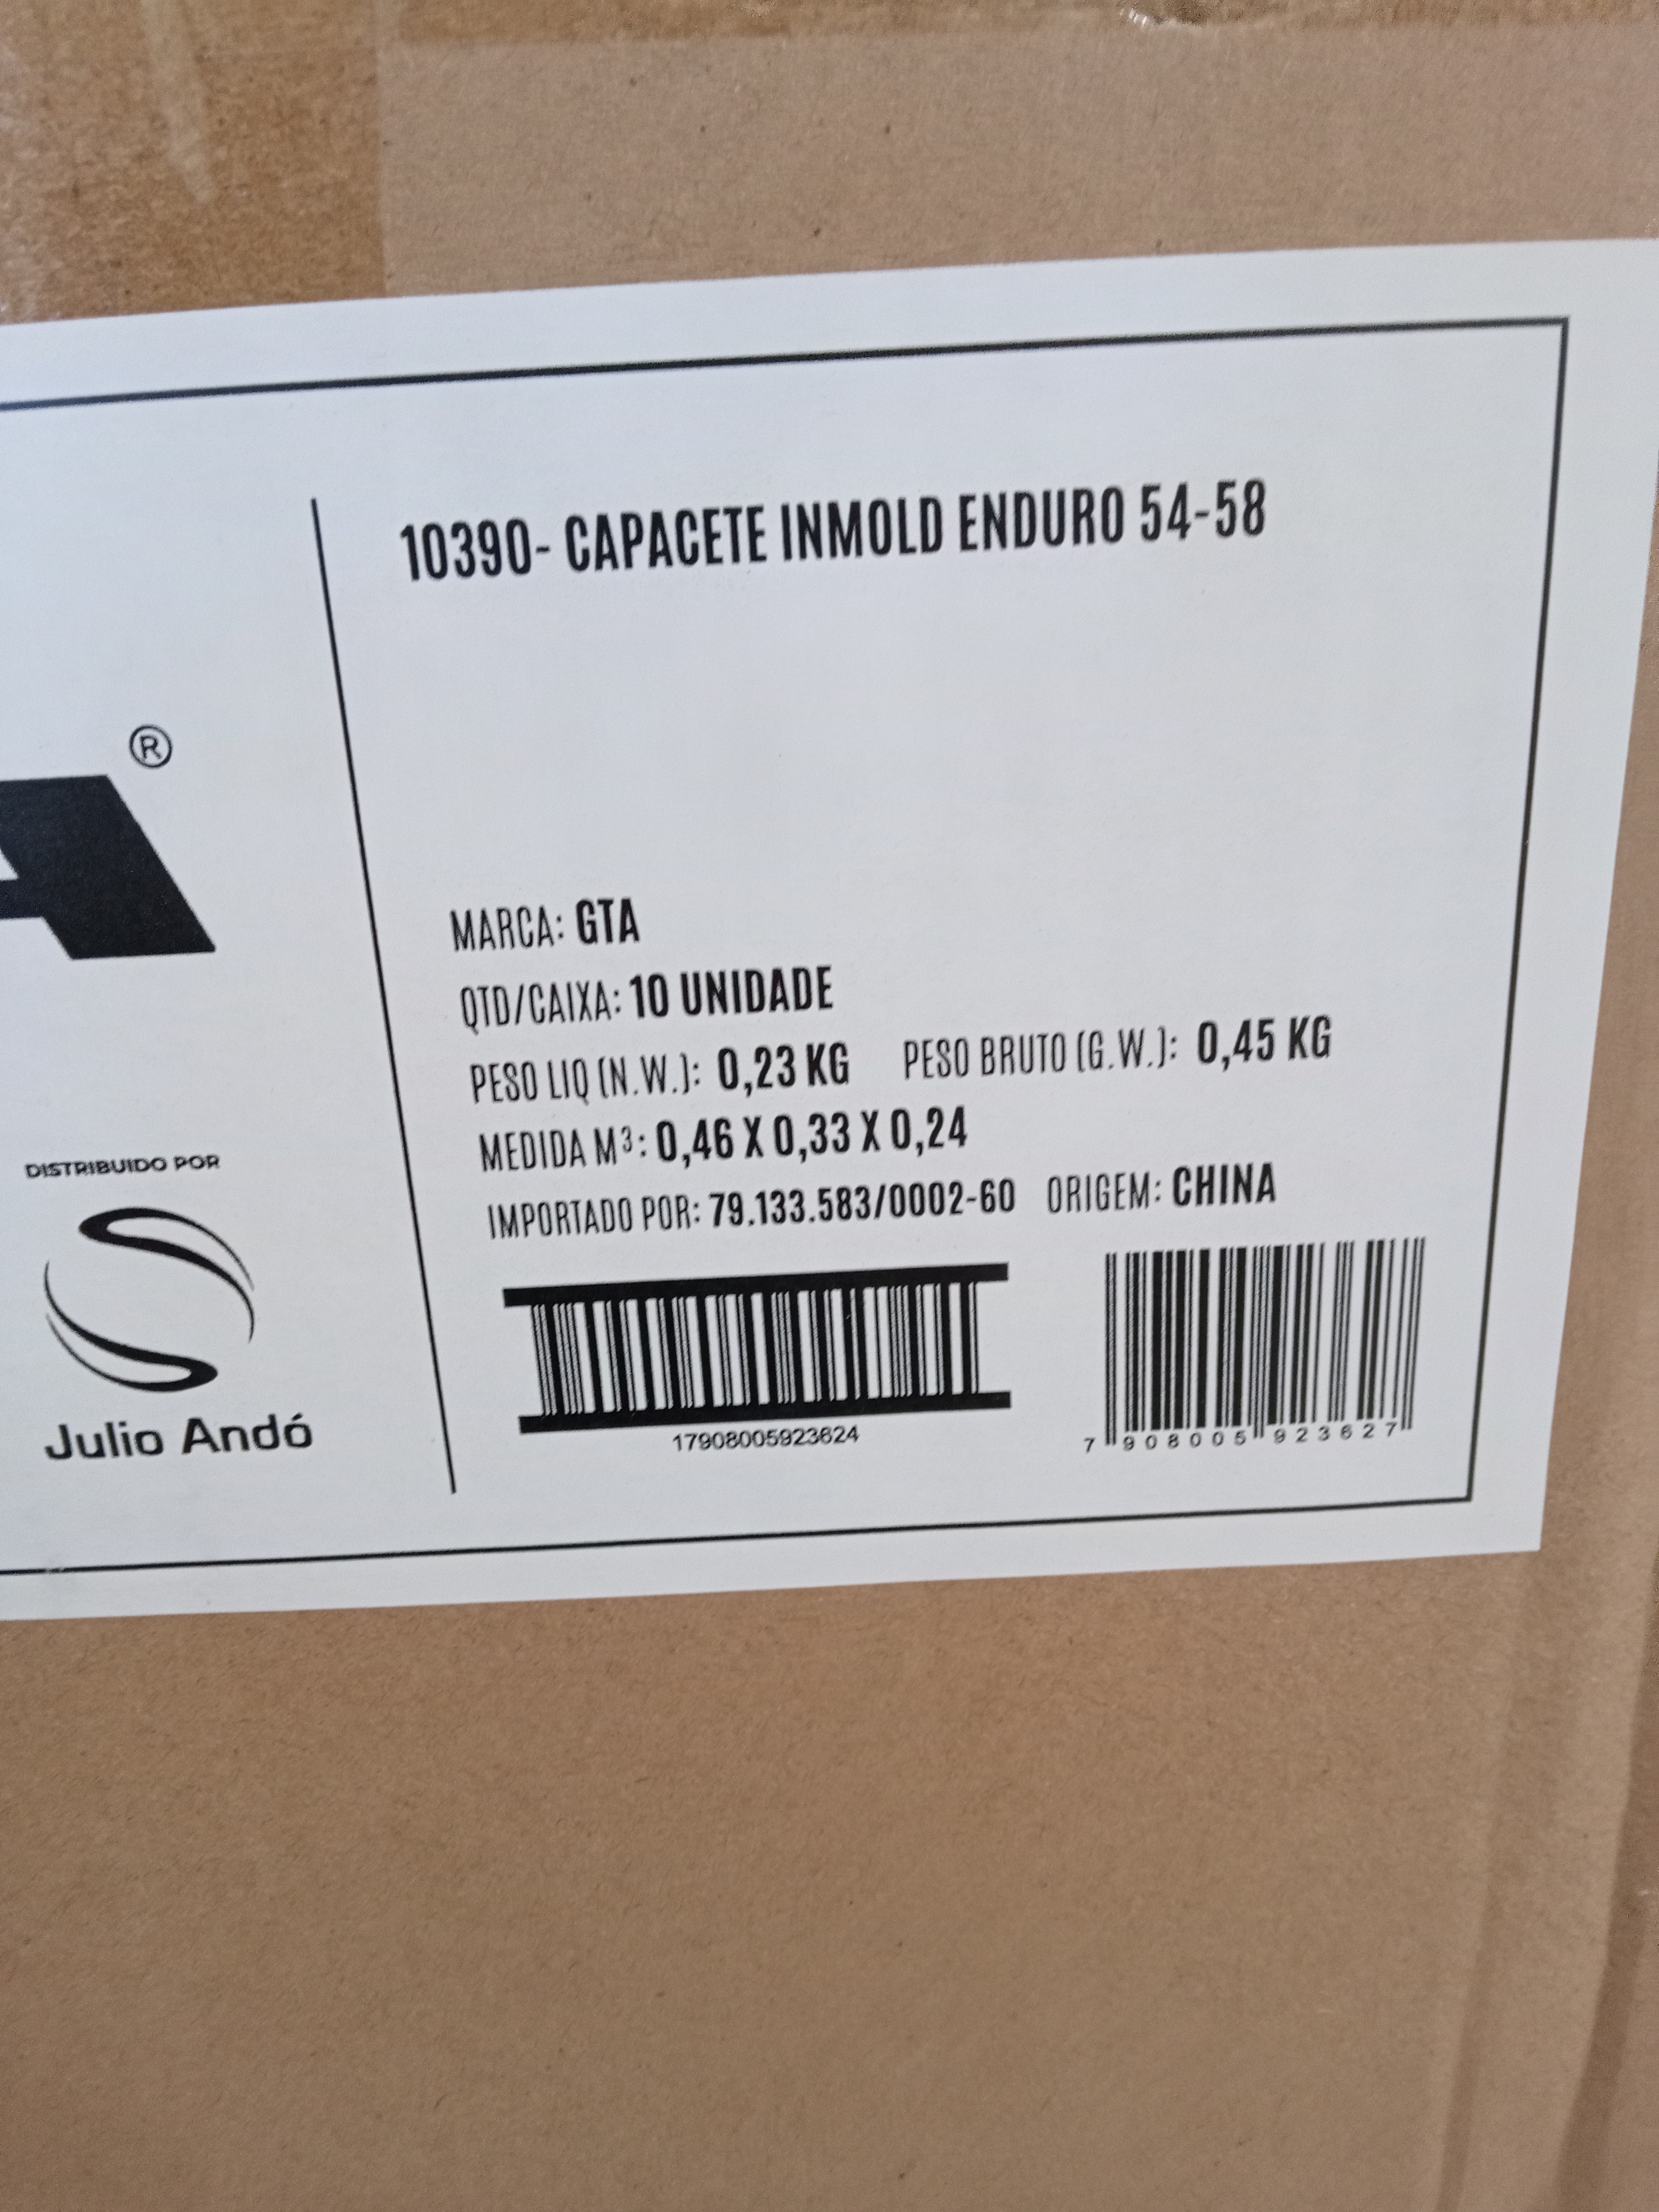 10390- CAPACETE INMOLD ENDURO 54-58
A®
MARCA: GTA
QTD/CAIXA: 10 UNIDADE
PESO LIQ (N.W.): 0,23 KG PESO BRUTO (G.W.): 0,45 KG
MEDIDA M³: 0,46 X 0,33 X 0,24
IMPORTADO POR: 79.133.583/0002-60 ORIGEM: CHINA
DISTRIBUIDO POR
Julio Andó
17908005923624
7 908005 923627